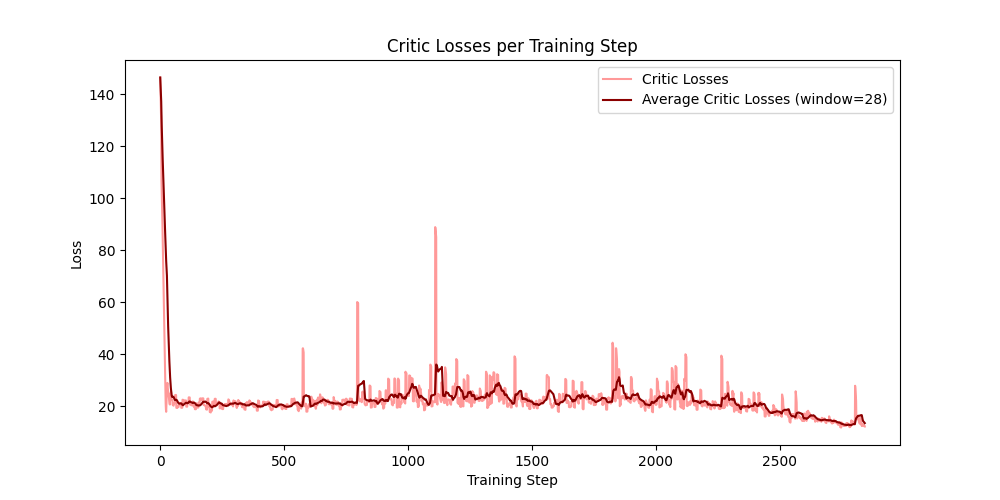 Critic Losses per Training Step
Critic Losses
Average Critic Losses (window=28)
Loss
140
120
100
80
60
40
20
0 500 1000 1500 2000 2500
Training Step